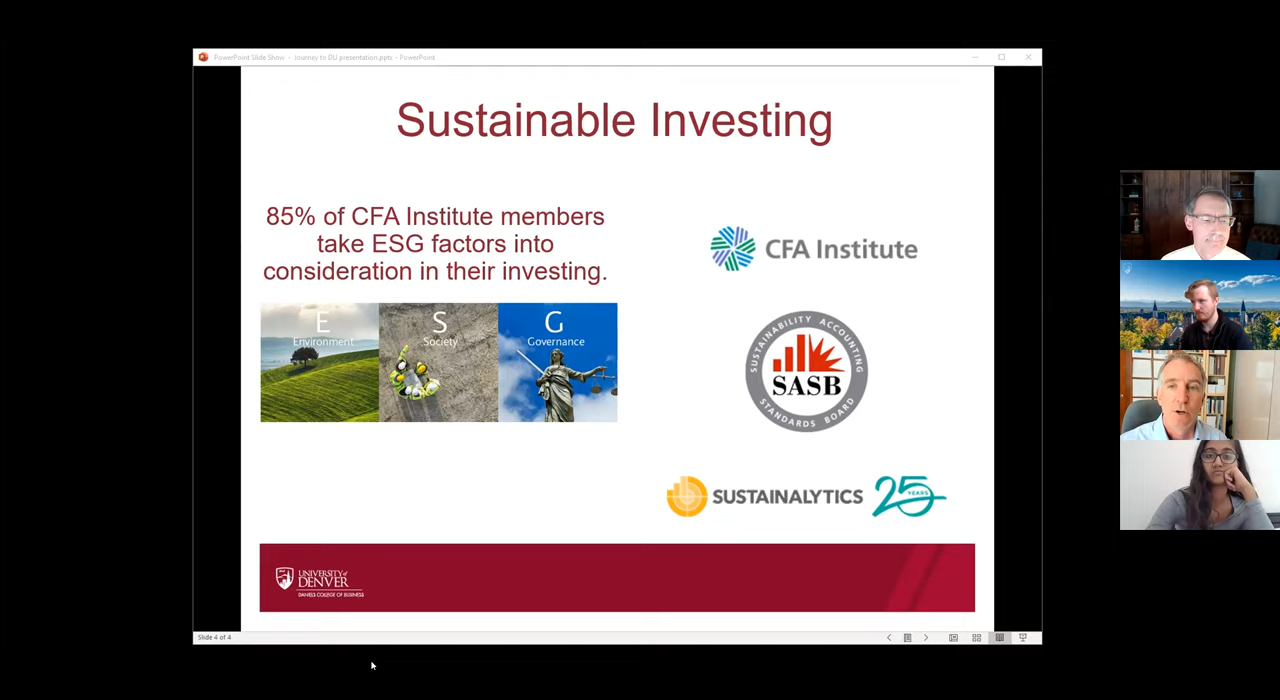 PowerPoint Slide Show - Journey to DU presentation.pptx - PowerPoint
Sustainable Investing
85% of CFA Institute members
take ESG factors into
consideration in their investing.
E
Environment
S
Society
G
Governance
CFA Institute
SUSTAINABILITY ACCOUNTING
SASB
STANDARDS BOARD
SUSTAINALYTICS
25
YEARS
UNIVERSITY of
DENVER
DANIELS COLLEGE OF BUSINESS
Slide 4 of 4